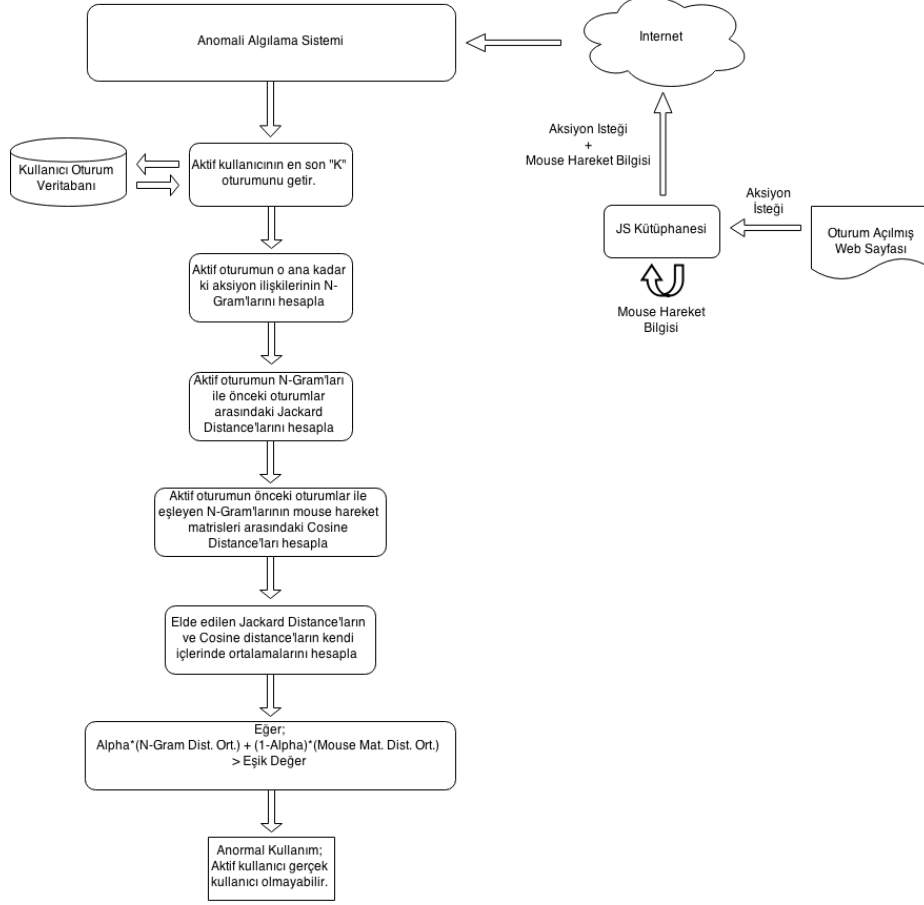 Anomali Algılama Sistemi
Internet
Aksiyon Isteği
+
Mouse Hareket Bilgisi
Aksiyon
İsteği
JS Kütüphanesi
Oturum Açılmış
Web Sayfası
Mouse Hareket
Bilgisi
Kullanıcı Oturum
Veritabanı
Aktif kullanıcının en son "K"
oturumunu getir.
Aktif oturumun o ana kadar
ki aksiyon ilişkilerinin N-
Gram'larını hesapla
Aktif oturumun N-Gram'ları
ile önceki oturumlar
arasındaki Jackard
Distance'larını hesapla
Aktif oturumun önceki oturumlar ile
eşleyen N-Gram'larının mouse hareket
matrisleri arasındaki Cosine
Distance'ları hesapla
Elde edilen Jackard Distance'ların
ve Cosine distance'ların kendi
içlerinde ortalamalarını hesapla
Eğer;
Alpha*(N-Gram Dist. Ort.) + (1-Alpha)*(Mouse Mat. Dist. Ort.)
> Eşik Değer
Anormal Kullanım;
Aktif kullanıcı gerçek
kullanıcı olmayabilir.